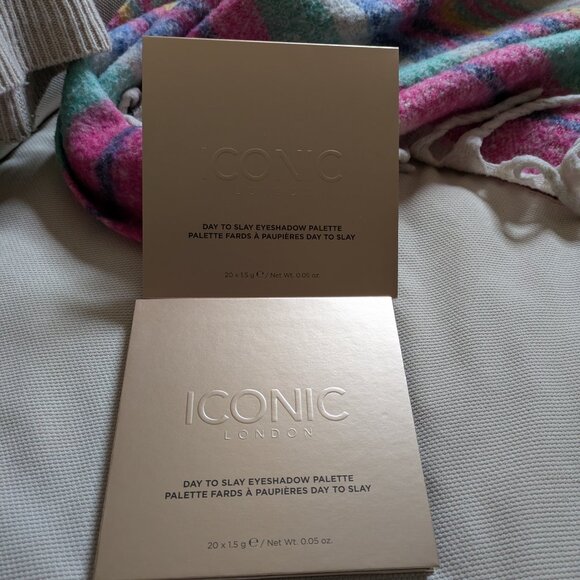 ICONIC
LONDON
DAY TO SLAY EYESHADOW PALETTE
PALETTE FARDS À PAUPIÈRES DAY TO SLAY
20 x 1.5 g ℮ / Net Wt. 0.05 oz.
ICONIC
LONDON
DAY TO SLAY EYESHADOW PALETTE
PALETTE FARDS À PAUPIÈRES DAY TO SLAY
20 x 1.5 g ℮ / Net Wt. 0.05 oz.